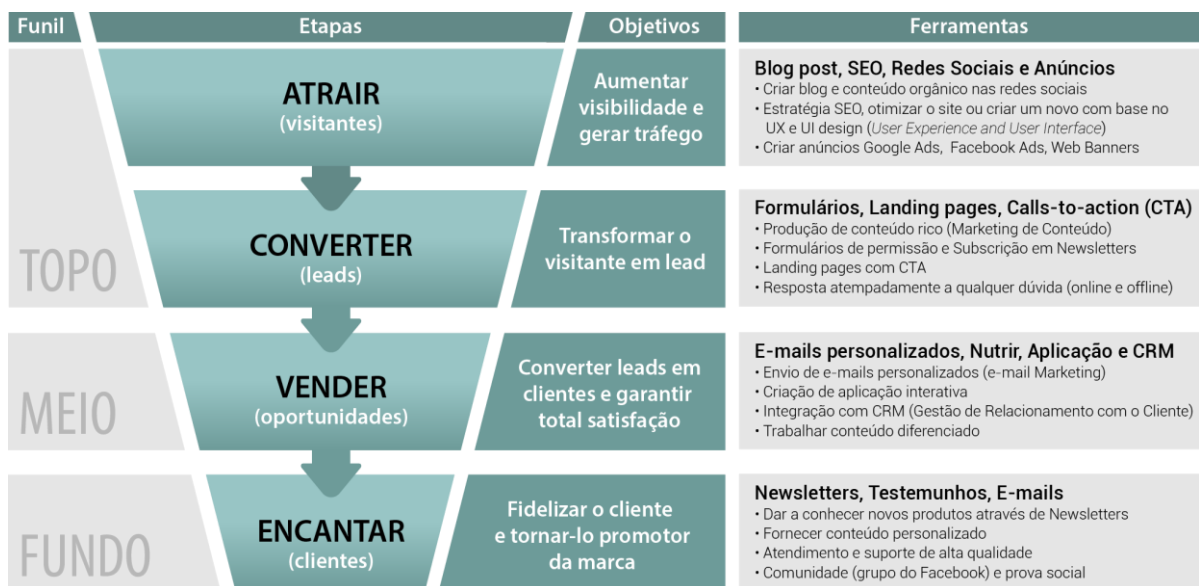 Funil
Etapas
Objetivos
Ferramentas
TOPO
ATRAIR
(visitantes)
Aumentar
visibilidade e
gerar tráfego
Blog post, SEO, Redes Sociais e Anúncios
• Criar blog e conteúdo orgânico nas redes sociais
• Estratégia SEO, otimizar o site ou criar um novo com base no
UX e UI design (User Experience and User Interface)
• Criar anúncios Google Ads, Facebook Ads, Web Banners
CONVERTER
(leads)
Transformar o
visitante em lead
Formulários, Landing pages, Calls-to-action (CTA)
• Produção de conteúdo rico (Marketing de Conteúdo)
• Formulários de permissão e Subscrição em Newsletters
• Landing pages com CTA
• Resposta atempadamente a qualquer dúvida (online e offline)
MEIO
VENDER
(oportunidades)
Converter leads em
clientes e garantir
total satisfação
E-mails personalizados, Nutrir, Aplicação e CRM
• Envio de e-mails personalizados (e-mail Marketing)
• Criação de aplicação interativa
• Integração com CRM (Gestão de Relacionamento com o Cliente)
• Trabalhar conteúdo diferenciado
FUNDO
ENCANTAR
(clientes)
Fidelizar o cliente
e tornar-lo promotor
da marca
Newsletters, Testemunhos, E-mails
• Dar a conhecer novos produtos através de Newsletters
• Fornecer conteúdo personalizado
• Atendimento e suporte de alta qualidade
• Comunidade (grupo do Facebook) e prova social